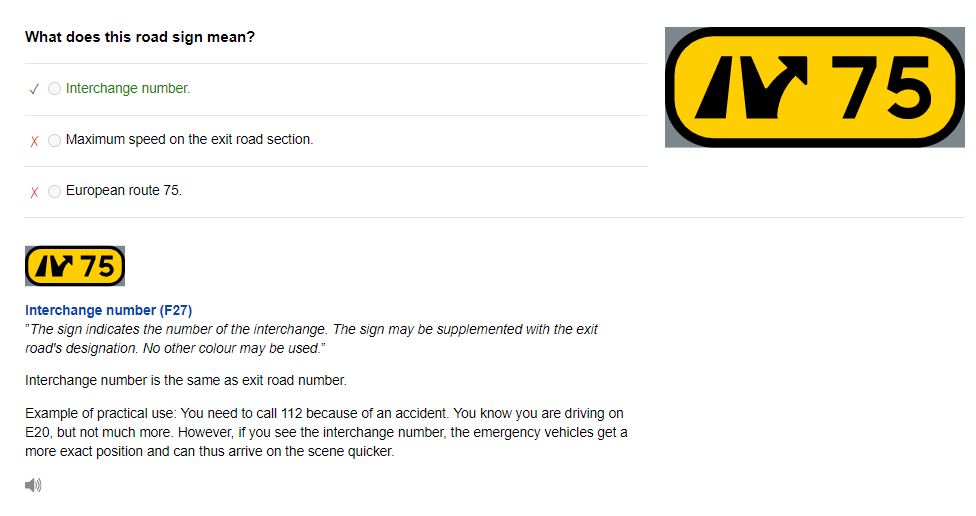 What does this road sign mean?
75
✓ Interchange number.
✗ Maximum speed on the exit road section.
✗ European route 75.
75
Interchange number (F27)
"The sign indicates the number of the interchange. The sign may be supplemented with the exit
road's designation. No other colour may be used."
Interchange number is the same as exit road number.
Example of practical use: You need to call 112 because of an accident. You know you are driving on
E20, but not much more. However, if you see the interchange number, the emergency vehicles get a
more exact position and can thus arrive on the scene quicker.